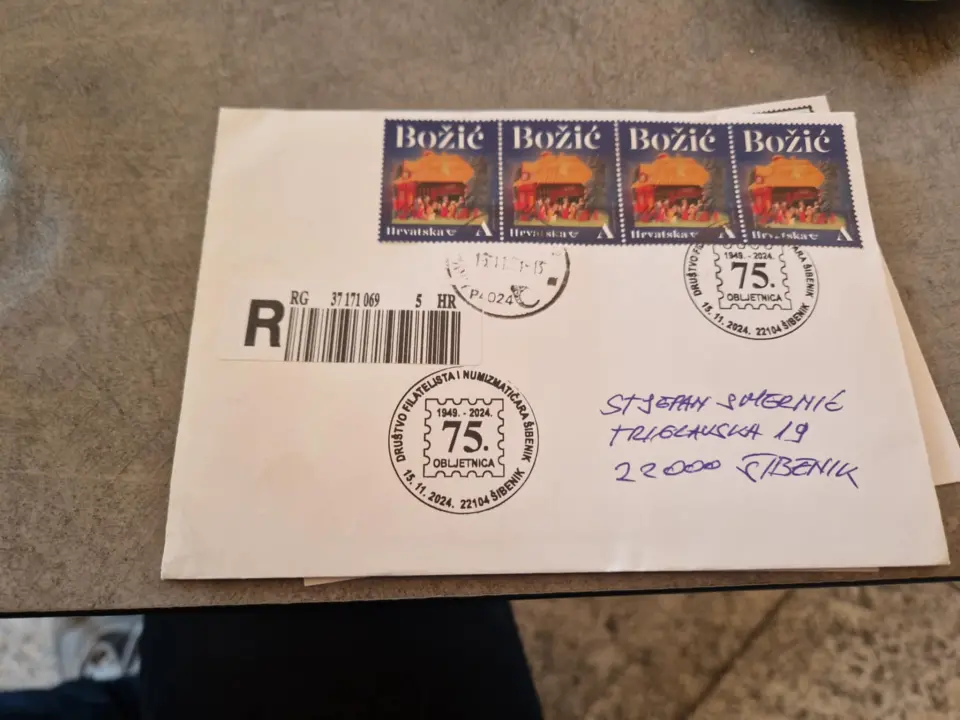 Božić Božić Božić Božić
Hrvatska A Hrvatska A Hrvatska A Hrvatska A
P4024
1949. - 2024.
75.
OBLJETNICA
15. 11. 2024. 22104 ŠIBENIK
RG 37 171 069 5 HR
R
DRUŠTVO FILATELISTA I NUMIZMATIČARA ŠIBENIK
1949. - 2024.
75.
OBLJETNICA
15. 11. 2024. 22104 ŠIBENIK
STJEPAN
TRIGLAVSKA 19
22000 ŠIBENIK